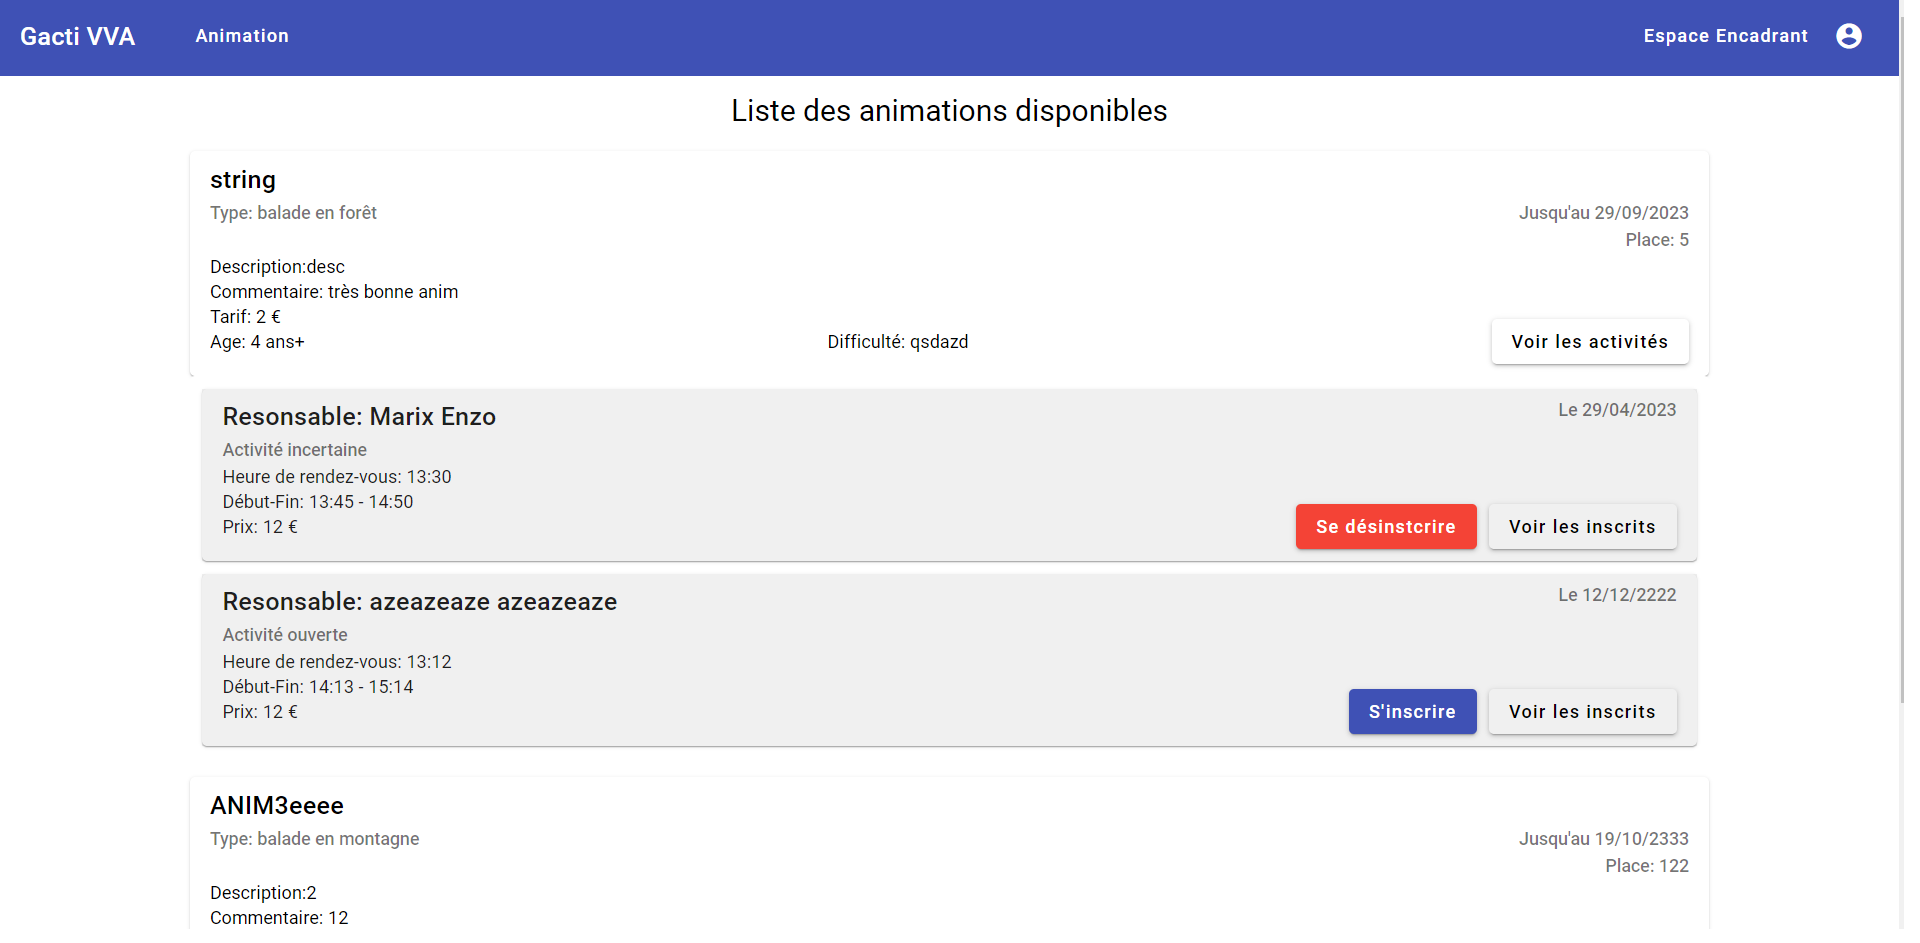 Gacti VVA Animation Espace Encadrant
Liste des animations disponibles
string
Type: balade en forêt Jusqu'au 29/09/2023
Place: 5
Description:desc
Commentaire: très bonne anim
Tarif: 2 €
Age: 4 ans+ Difficulté: qsdazd Voir les activités
Resonsable: Marix Enzo Le 29/04/2023
Activité incertaine
Heure de rendez-vous: 13:30
Début-Fin: 13:45 - 14:50
Prix: 12 € Se désinstcrire Voir les inscrits
Resonsable: azeazeaze azeazeaze Le 12/12/2222
Activité ouverte
Heure de rendez-vous: 13:12
Début-Fin: 14:13 - 15:14
Prix: 12 € S'inscrire Voir les inscrits
ANIM3eeee
Type: balade en montagne Jusqu'au 19/10/2333
Place: 122
Description:2
Commentaire: 12